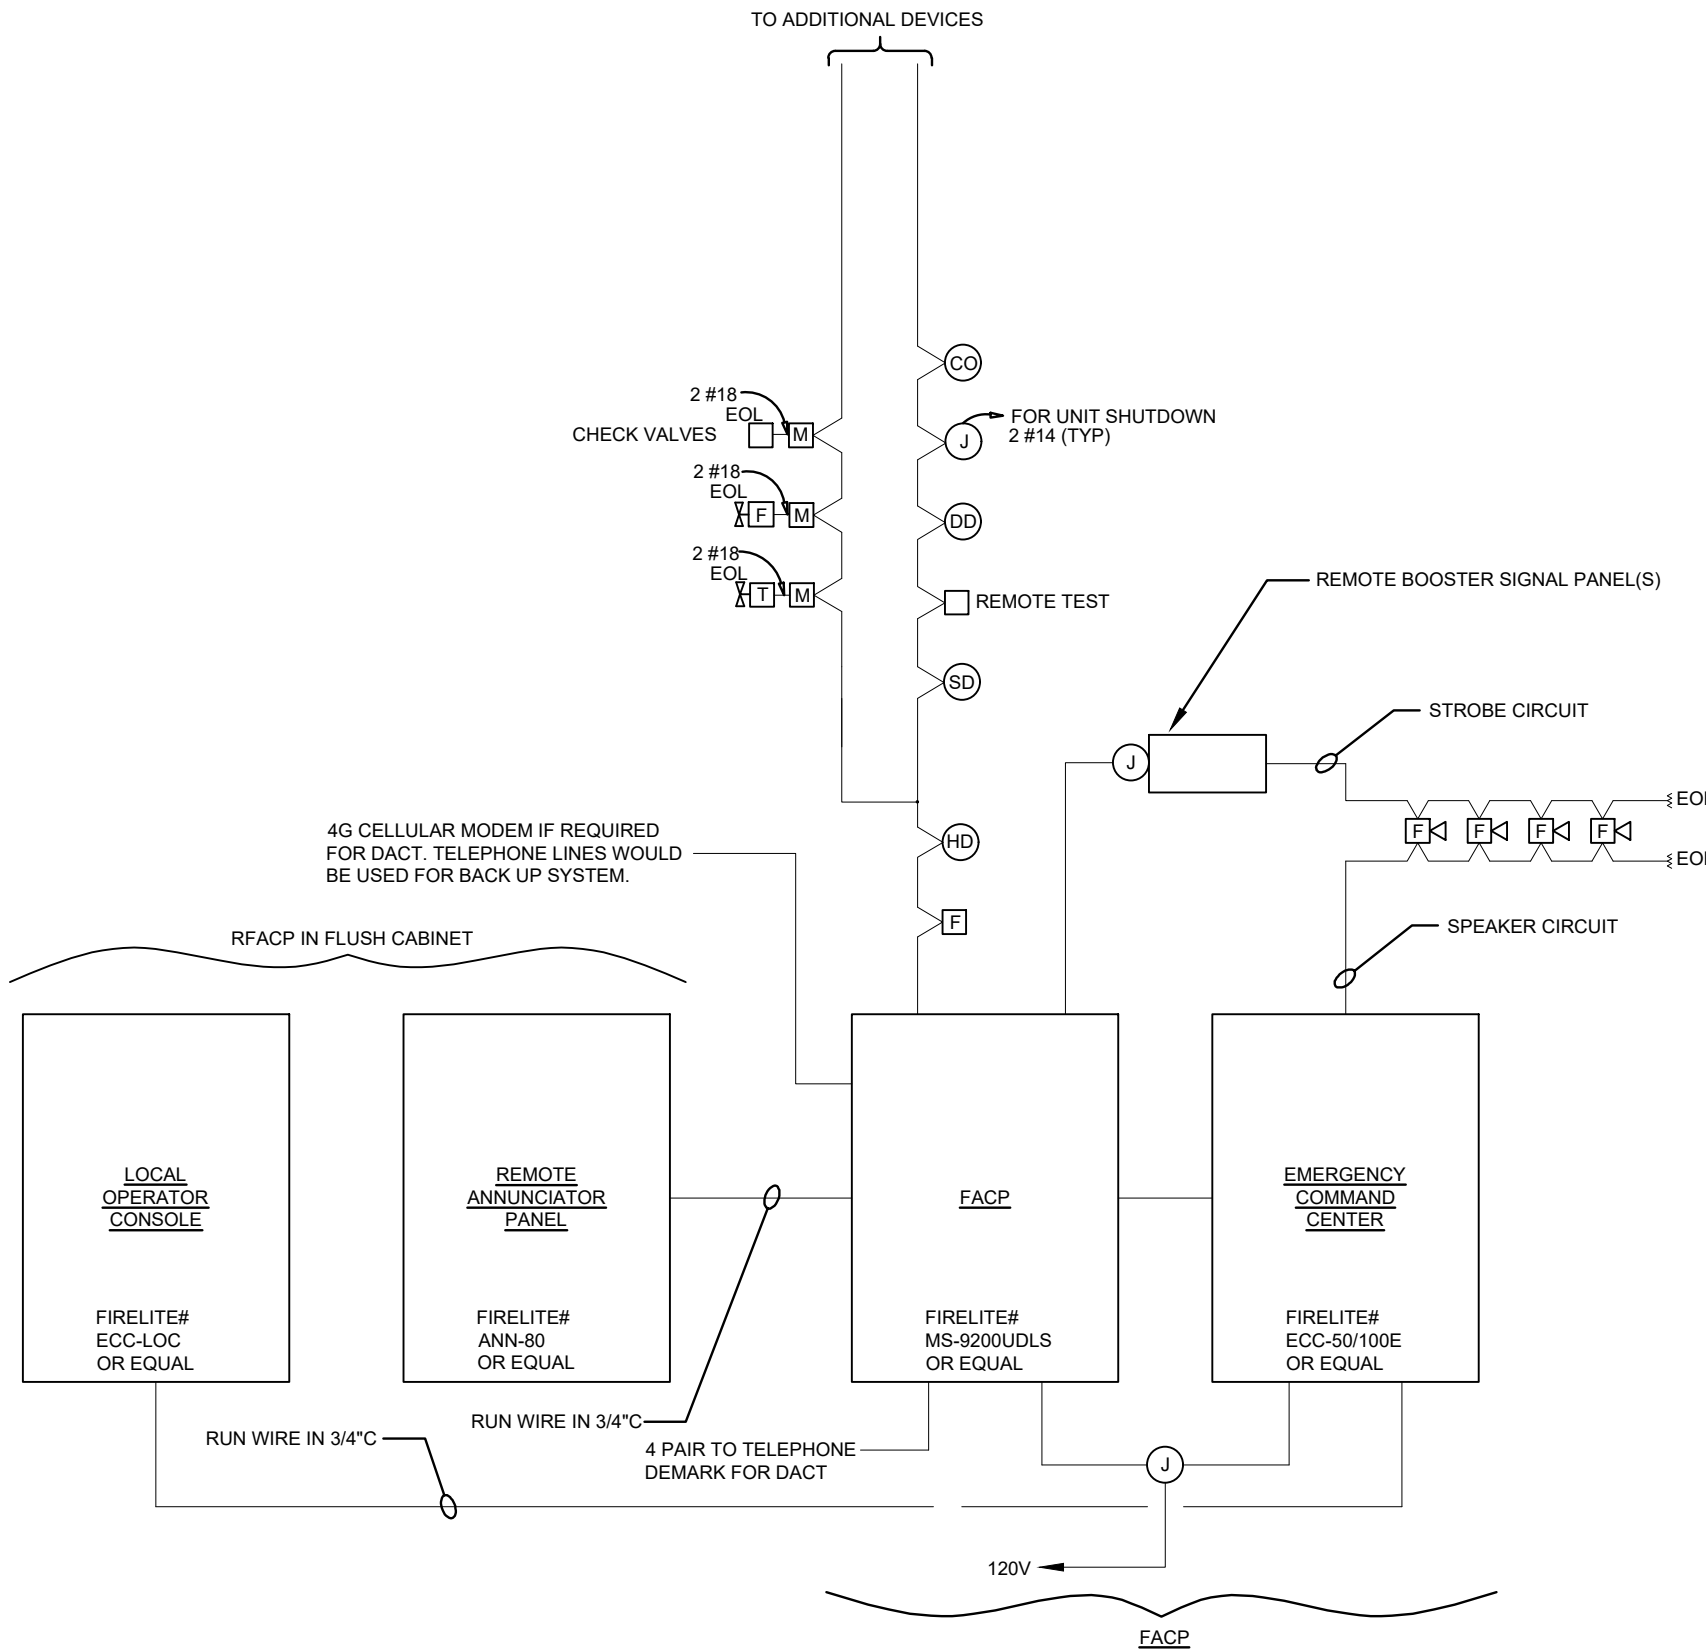 TO ADDITIONAL DEVICES
CO
2 #18
EOL
CHECK VALVES
M
J
FOR UNIT SHUTDOWN
2 #14 (TYP)
2 #18
EOL
F
M
DD
2 #18
EOL
T
M
REMOTE TEST
REMOTE BOOSTER SIGNAL PANEL(S)
SD
STROBE CIRCUIT
J
EOL
F
F
F
F
EOL
4G CELLULAR MODEM IF REQUIRED
FOR DACT. TELEPHONE LINES WOULD
BE USED FOR BACK UP SYSTEM.
HD
F
SPEAKER CIRCUIT
RFACP IN FLUSH CABINET
LOCAL
OPERATOR
CONSOLE
FIRELITE#
ECC-LOC
OR EQUAL
REMOTE
ANNUNCIATOR
PANEL
FIRELITE#
ANN-80
OR EQUAL
FACP
FIRELITE#
MS-9200UDLS
OR EQUAL
EMERGENCY
COMMAND
CENTER
FIRELITE#
ECC-50/100E
OR EQUAL
RUN WIRE IN 3/4"C
RUN WIRE IN 3/4"C
4 PAIR TO TELEPHONE
DEMARK FOR DACT
J
120V
FACP